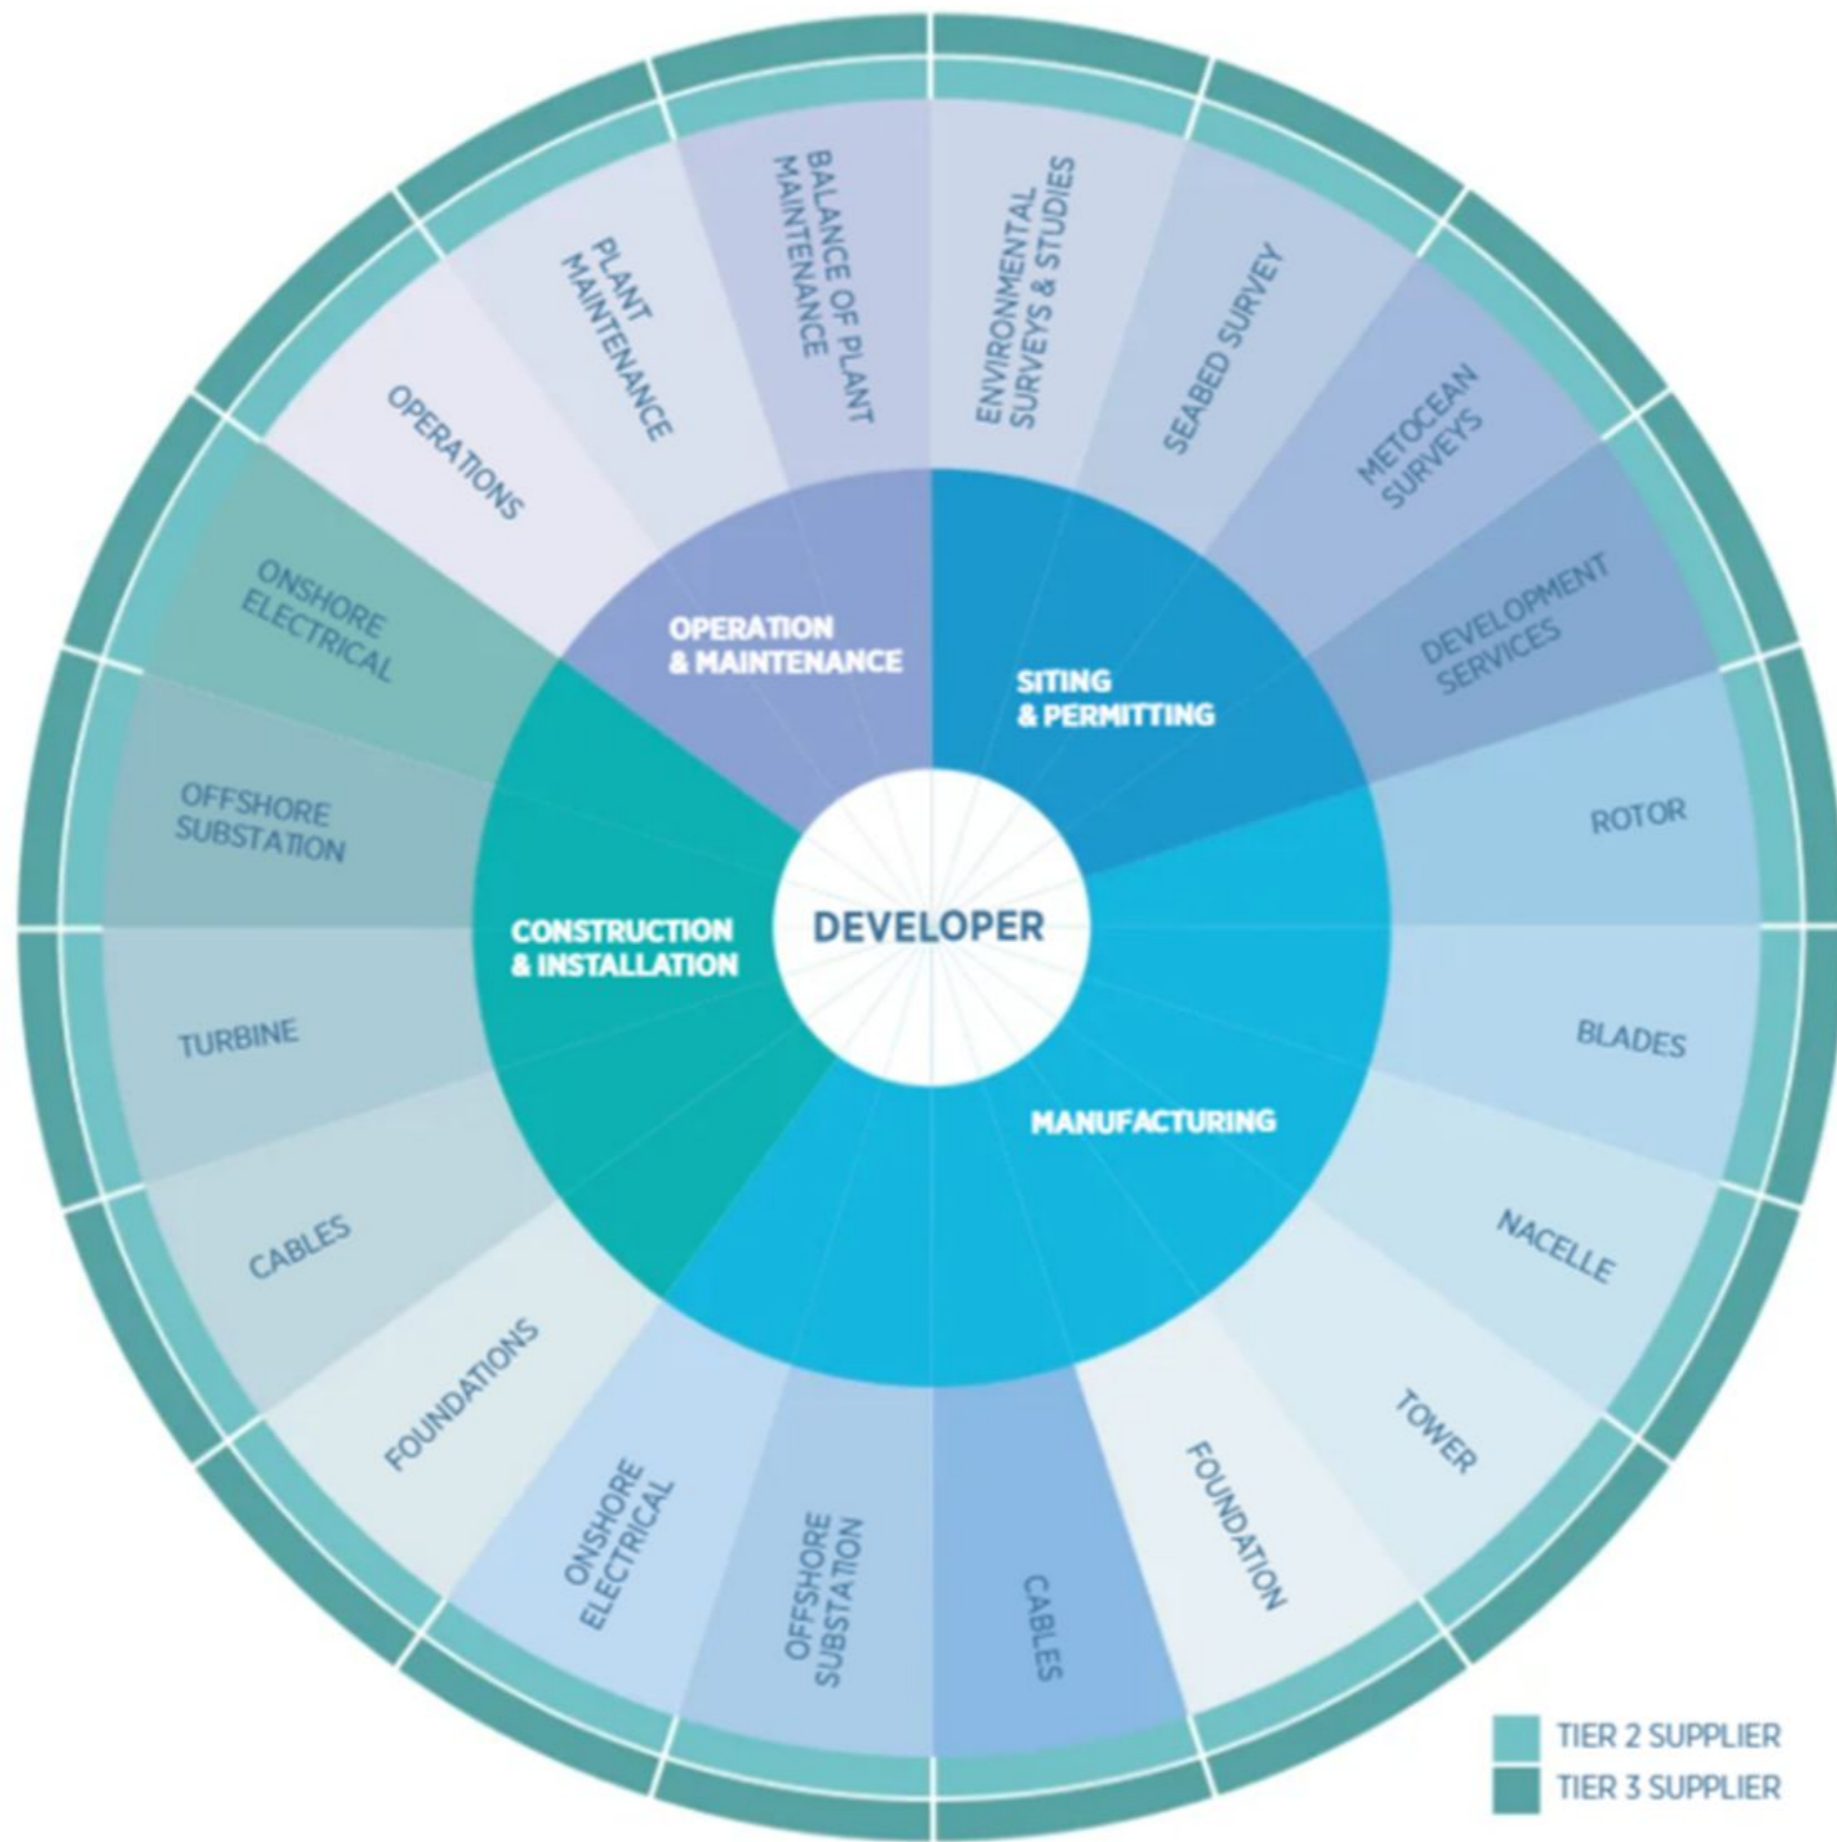 DEVELOPER
SITING
& PERMITTING
MANUFACTURING
CONSTRUCTION
& INSTALLATION
OPERATION
& MAINTENANCE
ENVIRONMENTAL
SURVEYS & STUDIES
SEABED SURVEY
METOCEAN
SURVEYS
DEVELOPMENT
SERVICES
ROTOR
BLADES
NACELLE
TOWER
FOUNDATION
CABLES
OFFSHORE
SUBSTATION
ONSHORE
ELECTRICAL
FOUNDATIONS
CABLES
TURBINE
OFFSHORE
SUBSTATION
ONSHORE
ELECTRICAL
OPERATIONS
PLANT
MAINTENANCE
BALANCE OF PLANT
MAINTENANCE
TIER 2 SUPPLIER
TIER 3 SUPPLIER